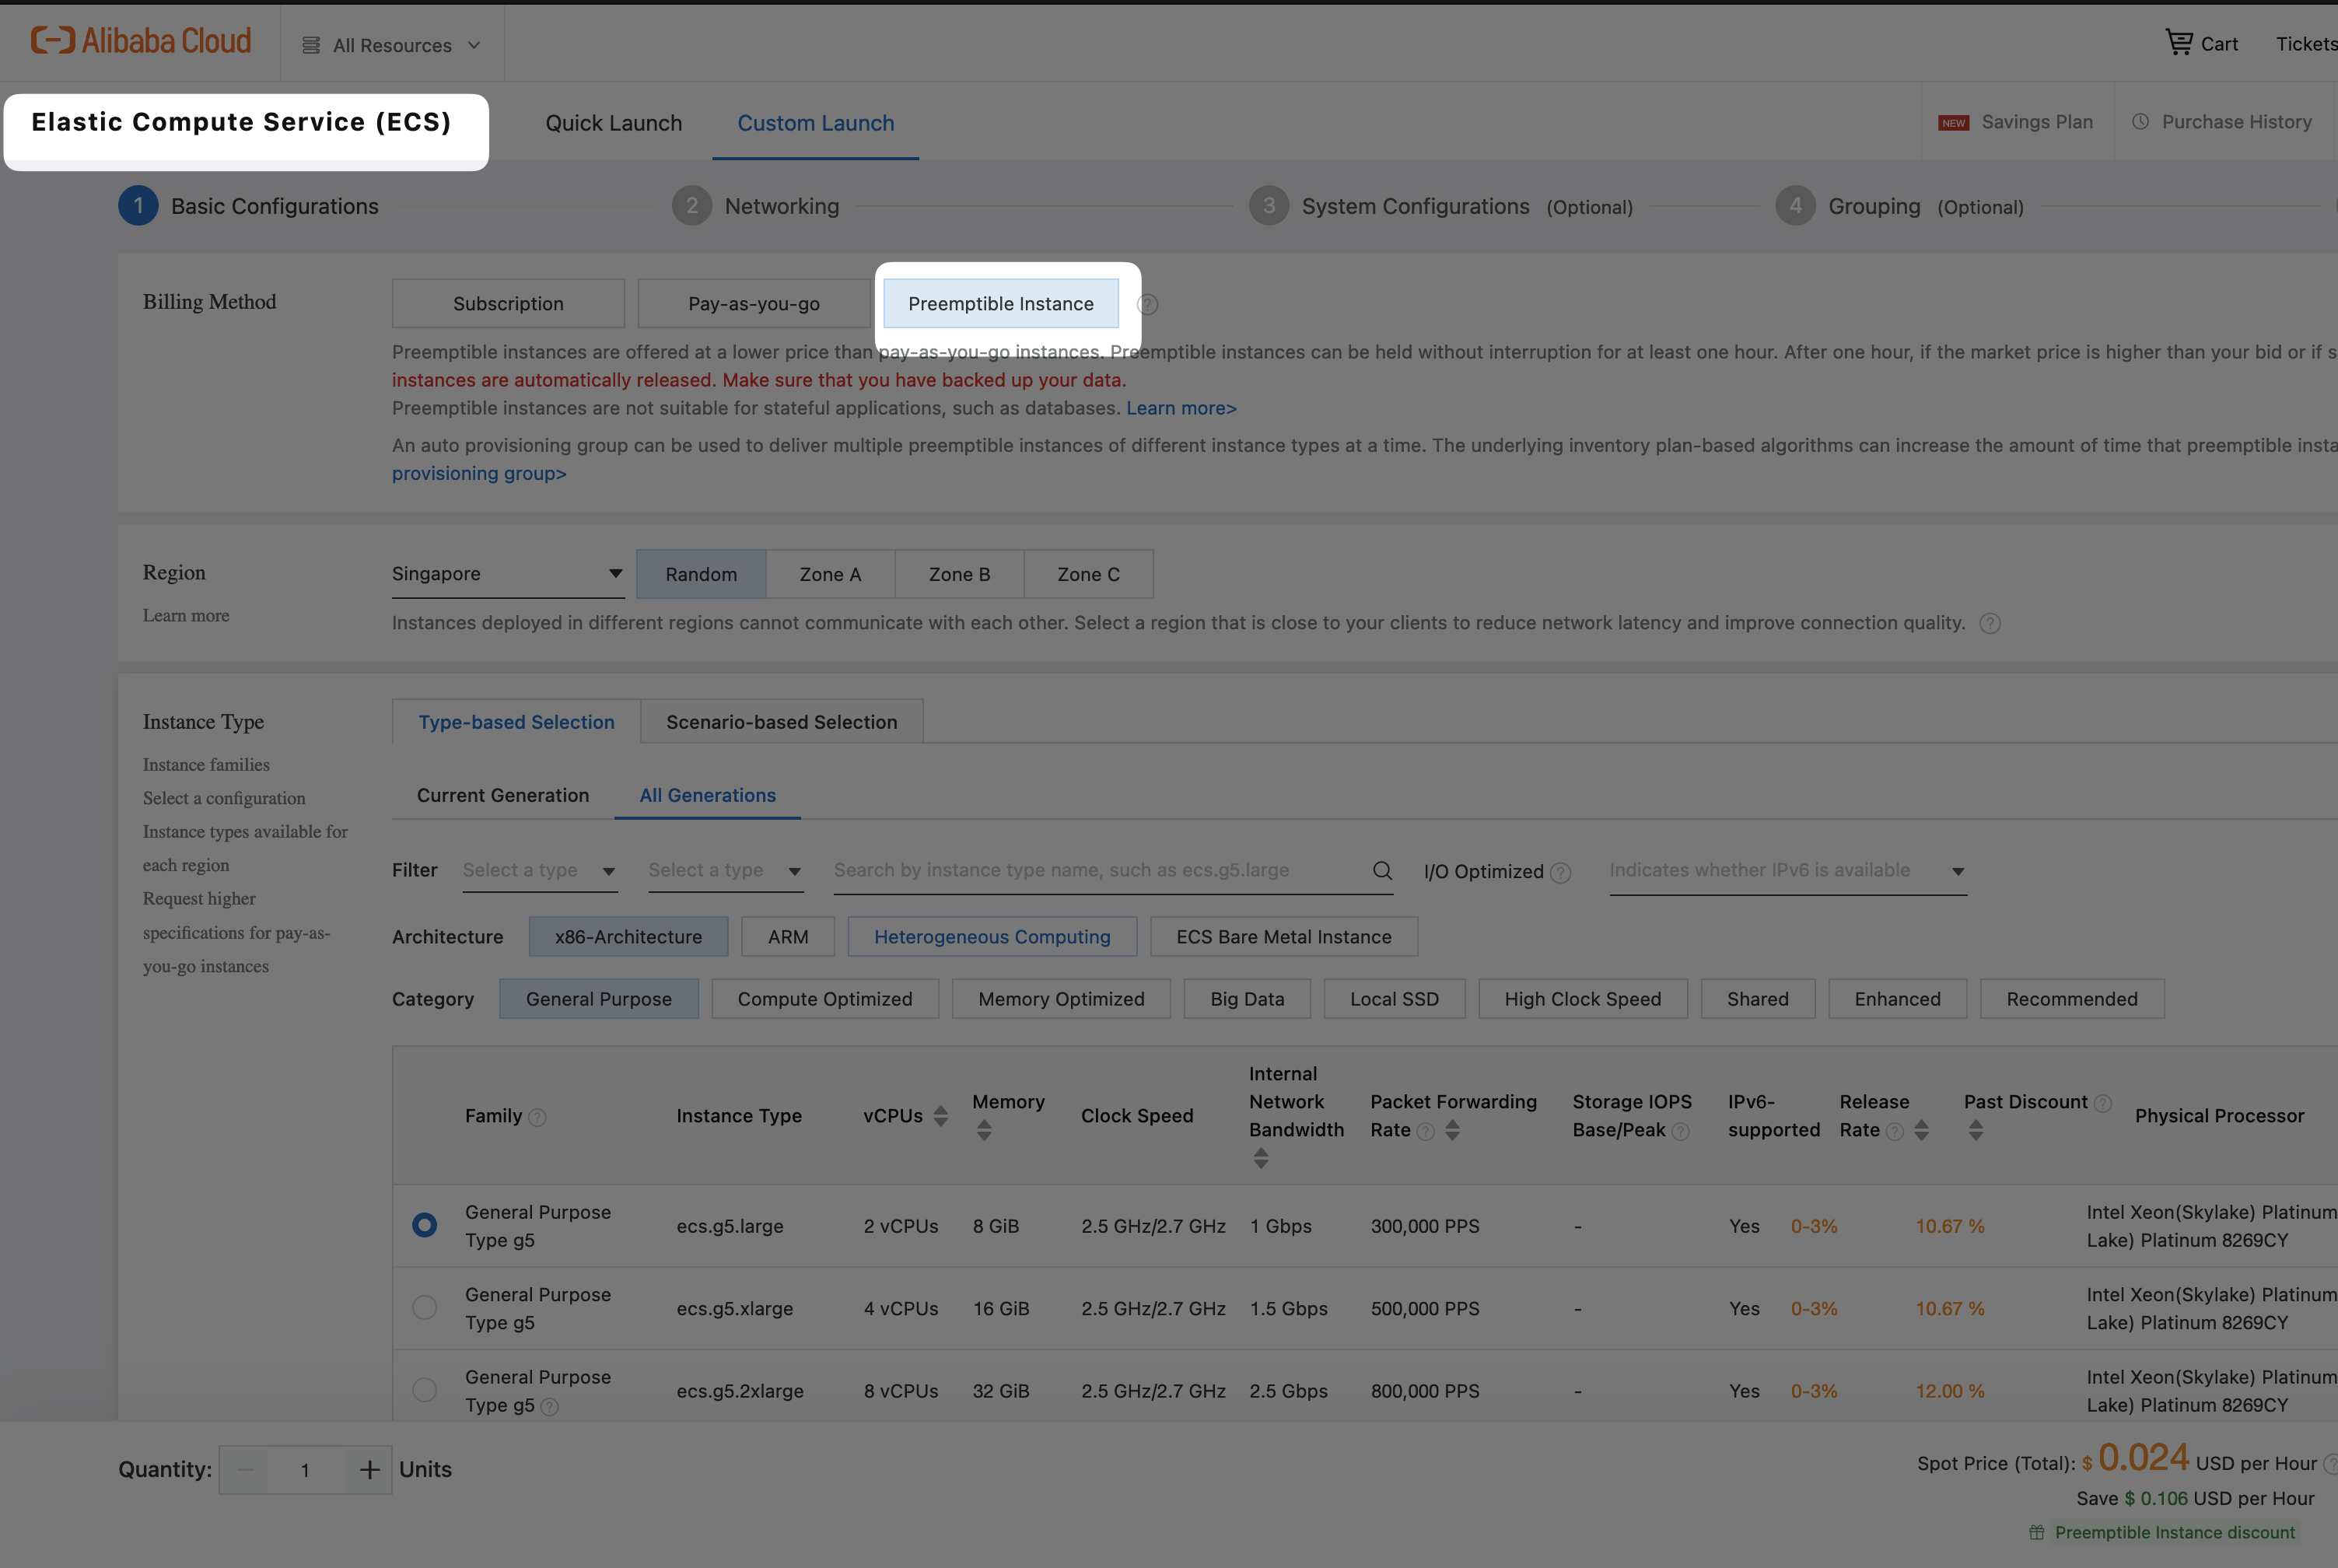 Alibaba Cloud
All Resources
Cart
Tickets
Elastic Compute Service (ECS)
Quick Launch
Custom Launch
NEW Savings Plan
Purchase History
1 Basic Configurations
2 Networking
3 System Configurations (Optional)
4 Grouping (Optional)
Billing Method
Subscription
Pay-as-you-go
Preemptible Instance
?
Preemptible instances are offered at a lower price than pay-as-you-go instances. Preemptible instances can be held without interruption for at least one hour. After one hour, if the market price is higher than your bid or if s
instances are automatically released. Make sure that you have backed up your data.
Preemptible instances are not suitable for stateful applications, such as databases. Learn more>
An auto provisioning group can be used to deliver multiple preemptible instances of different instance types at a time. The underlying inventory plan-based algorithms can increase the amount of time that preemptible insta
provisioning group>
Region
Learn more
Singapore
Random
Zone A
Zone B
Zone C
Instances deployed in different regions cannot communicate with each other. Select a region that is close to your clients to reduce network latency and improve connection quality. ?
Instance Type
Instance families
Select a configuration
Instance types available for
each region
Request higher
specifications for pay-as-
you-go instances
Type-based Selection
Scenario-based Selection
Current Generation
All Generations
Filter
Select a type
Select a type
Search by instance type name, such as ecs.g5.large
I/O Optimized ?
Indicates whether IPv6 is available
Architecture
x86-Architecture
ARM
Heterogeneous Computing
ECS Bare Metal Instance
Category
General Purpose
Compute Optimized
Memory Optimized
Big Data
Local SSD
High Clock Speed
Shared
Enhanced
Recommended
Family ?
Instance Type
vCPUs
Memory
Clock Speed
Internal
Network
Bandwidth
Packet Forwarding
Rate ?
Storage IOPS
Base/Peak ?
IPv6-
supported
Release
Rate ?
Past Discount ?
Physical Processor
General Purpose
Type g5
ecs.g5.large
2 vCPUs
8 GiB
2.5 GHz/2.7 GHz
1 Gbps
300,000 PPS
-
Yes
0-3%
10.67 %
Intel Xeon(Skylake) Platinum
Lake) Platinum 8269CY
General Purpose
Type g5
ecs.g5.xlarge
4 vCPUs
16 GiB
2.5 GHz/2.7 GHz
1.5 Gbps
500,000 PPS
-
Yes
0-3%
10.67 %
Intel Xeon(Skylake) Platinum
Lake) Platinum 8269CY
General Purpose
Type g5 ?
ecs.g5.2xlarge
8 vCPUs
32 GiB
2.5 GHz/2.7 GHz
2.5 Gbps
800,000 PPS
-
Yes
0-3%
12.00 %
Intel Xeon(Skylake) Platinum
Lake) Platinum 8269CY
Quantity: − 1 + Units
Spot Price (Total): $ 0.024 USD per Hour ?
Save $ 0.106 USD per Hour
Preemptible Instance discount